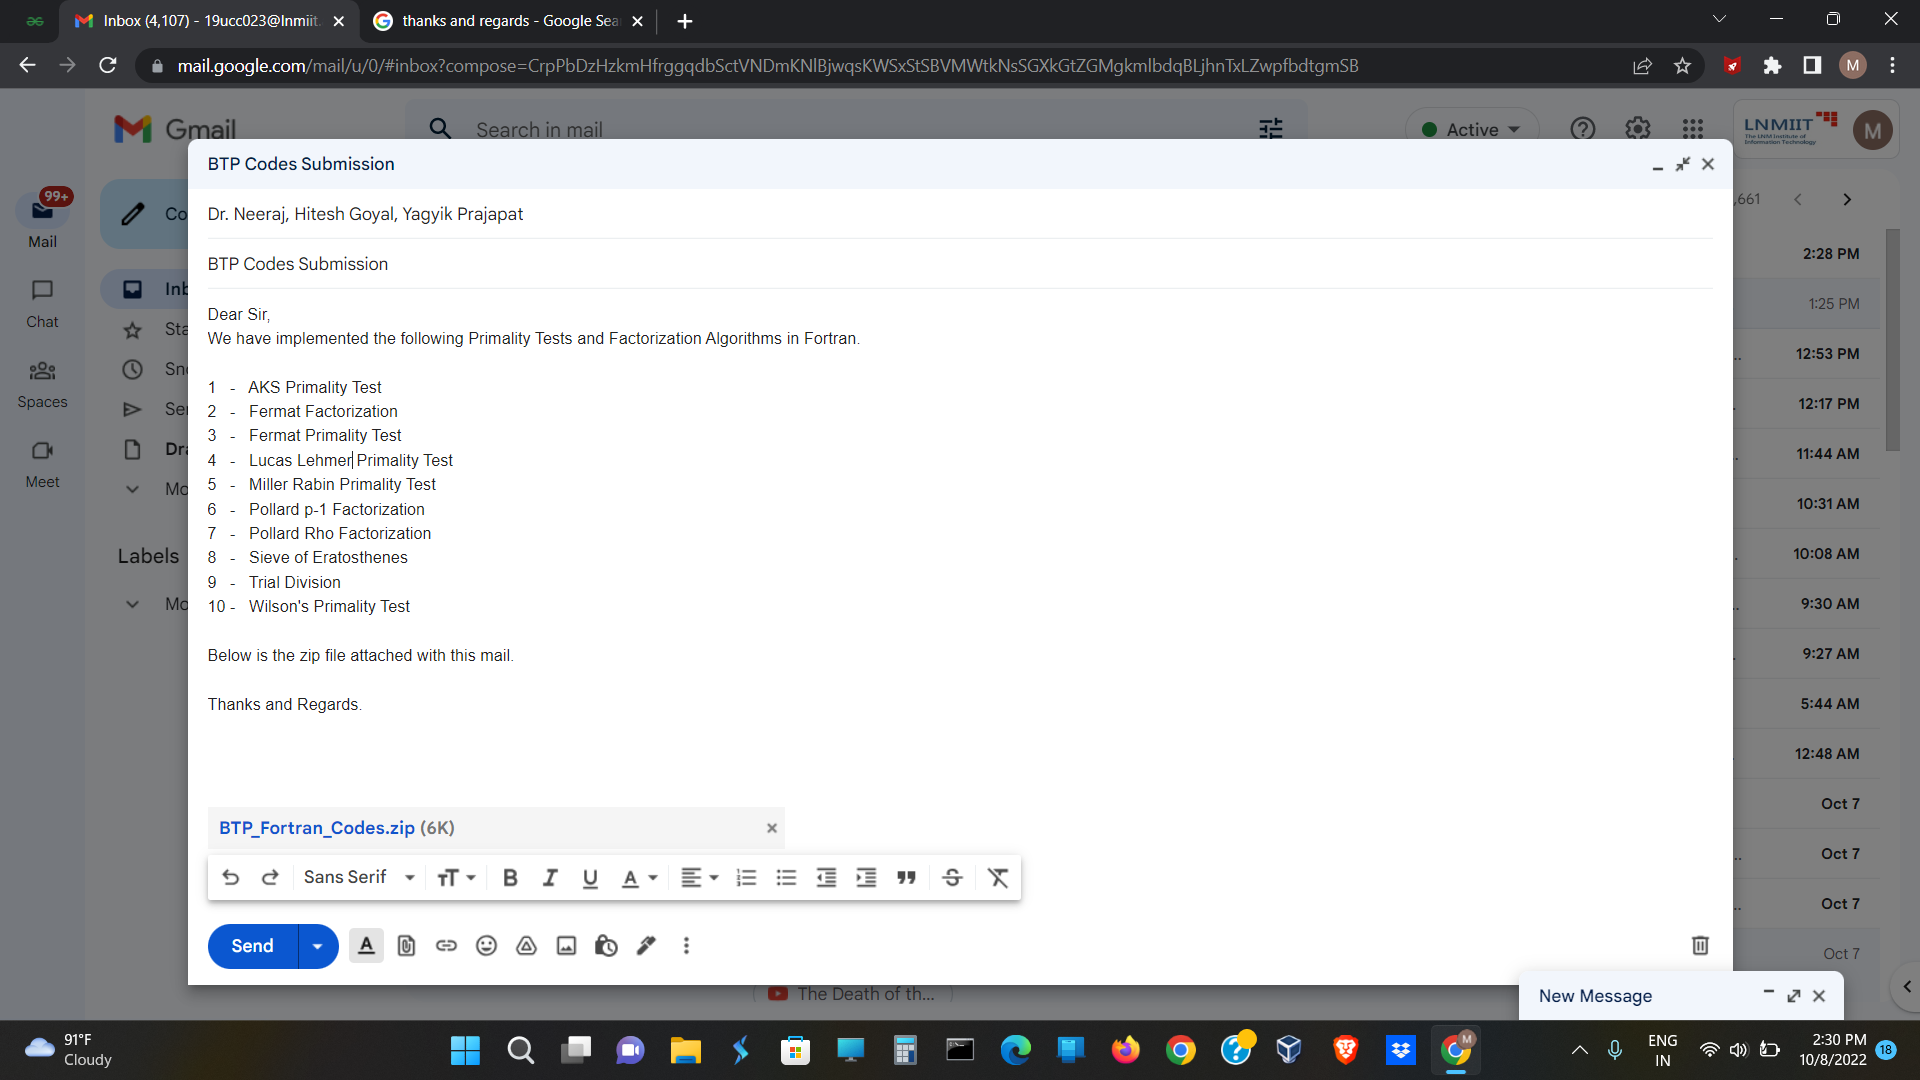 Inbox (4,107) - 19ucc023@lnmiit.
thanks and regards - Google Sea
mail.google.com/mail/u/0/#inbox?compose=CrpPbDzHzkmHfrggqdbSctVNDmKNlBjwqsKWSxStSBVMWtkNsSGXkGtZGMgkmlbdqBLjhnTxLZwpfbdtgmSB
M
Gmail
Search in mail
Active
LNMIIT
The LNM Institute of
Information Technology
M
99+
Mail
Chat
Spaces
Meet
Co
Inb
Sta
Sno
Sen
Dra
Mo
Labels
Mo
BTP Codes Submission
Dr. Neeraj, Hitesh Goyal, Yagyik Prajapat
BTP Codes Submission
Dear Sir,
We have implemented the following Primality Tests and Factorization Algorithms in Fortran.
1 - AKS Primality Test
2 - Fermat Factorization
3 - Fermat Primality Test
4 - Lucas Lehmer Primality Test
5 - Miller Rabin Primality Test
6 - Pollard p-1 Factorization
7 - Pollard Rho Factorization
8 - Sieve of Eratosthenes
9 - Trial Division
10 - Wilson's Primality Test
Below is the zip file attached with this mail.
Thanks and Regards.
BTP_Fortran_Codes.zip (6K)
Sans Serif
Send
,661
2:28 PM
1:25 PM
12:53 PM
12:17 PM
11:44 AM
10:31 AM
10:08 AM
9:30 AM
9:27 AM
5:44 AM
12:48 AM
Oct 7
Oct 7
Oct 7
Oct 7
The Death of th...
New Message
91°F
Cloudy
M
ENG
IN
2:30 PM
10/8/2022
18